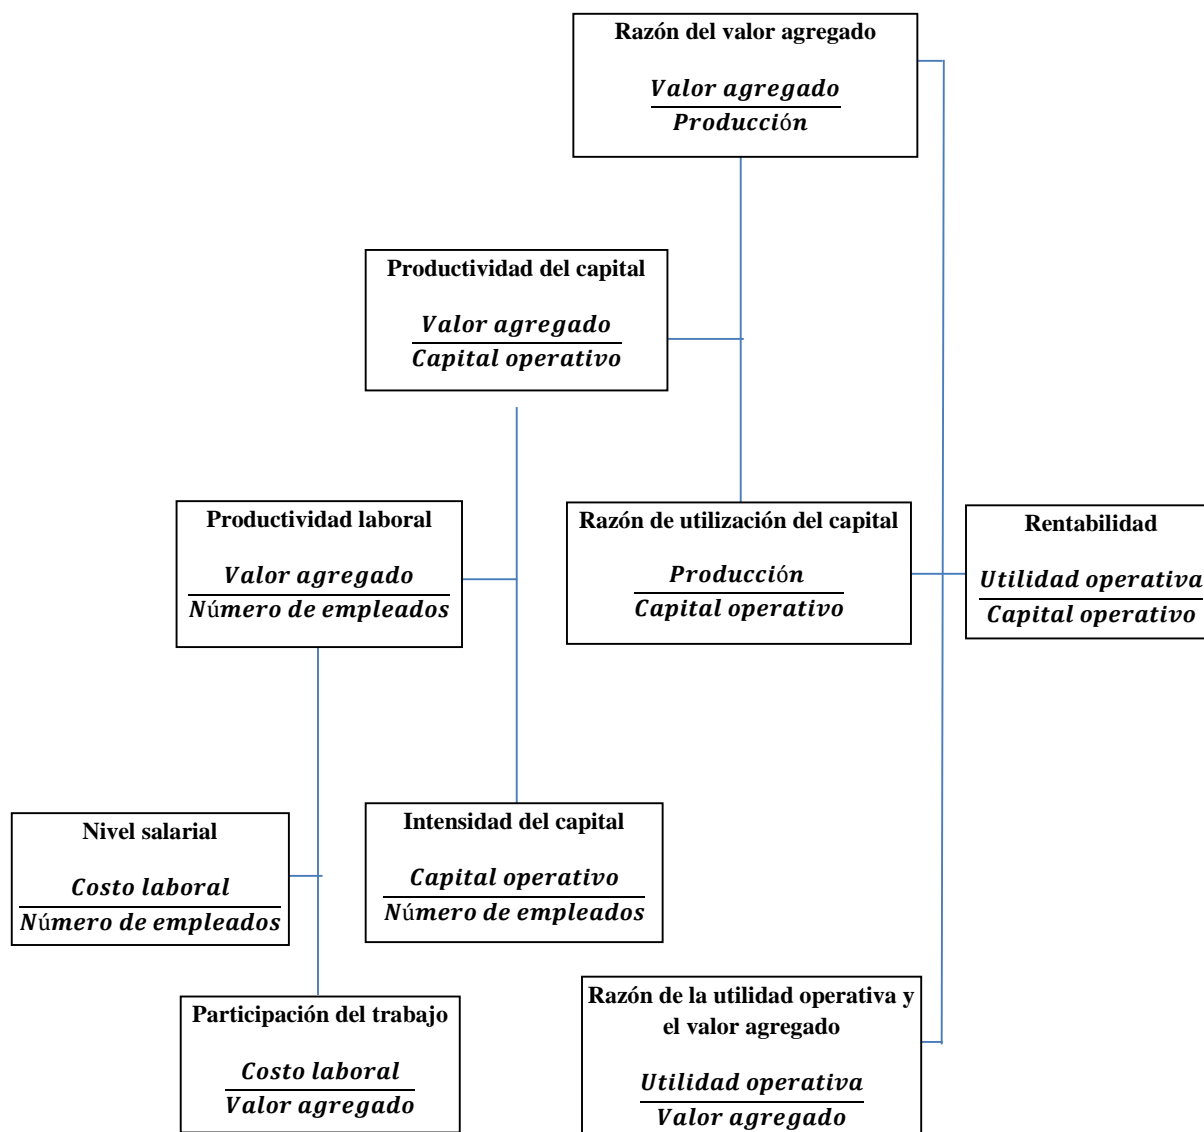 Razón del valor agregado
Valor agregado
Producción
Productividad del capital
Valor agregado
Capital operativo
Productividad laboral
Valor agregado
Número de empleados
Razón de utilización del capital
Producción
Capital operativo
Rentabilidad
Utilidad operativa
Capital operativo
Nivel salarial
Costo laboral
Número de empleados
Intensidad del capital
Capital operativo
Número de empleados
Participación del trabajo
Costo laboral
Valor agregado
Razón de la utilidad operativa y
el valor agregado
Utilidad operativa
Valor agregado